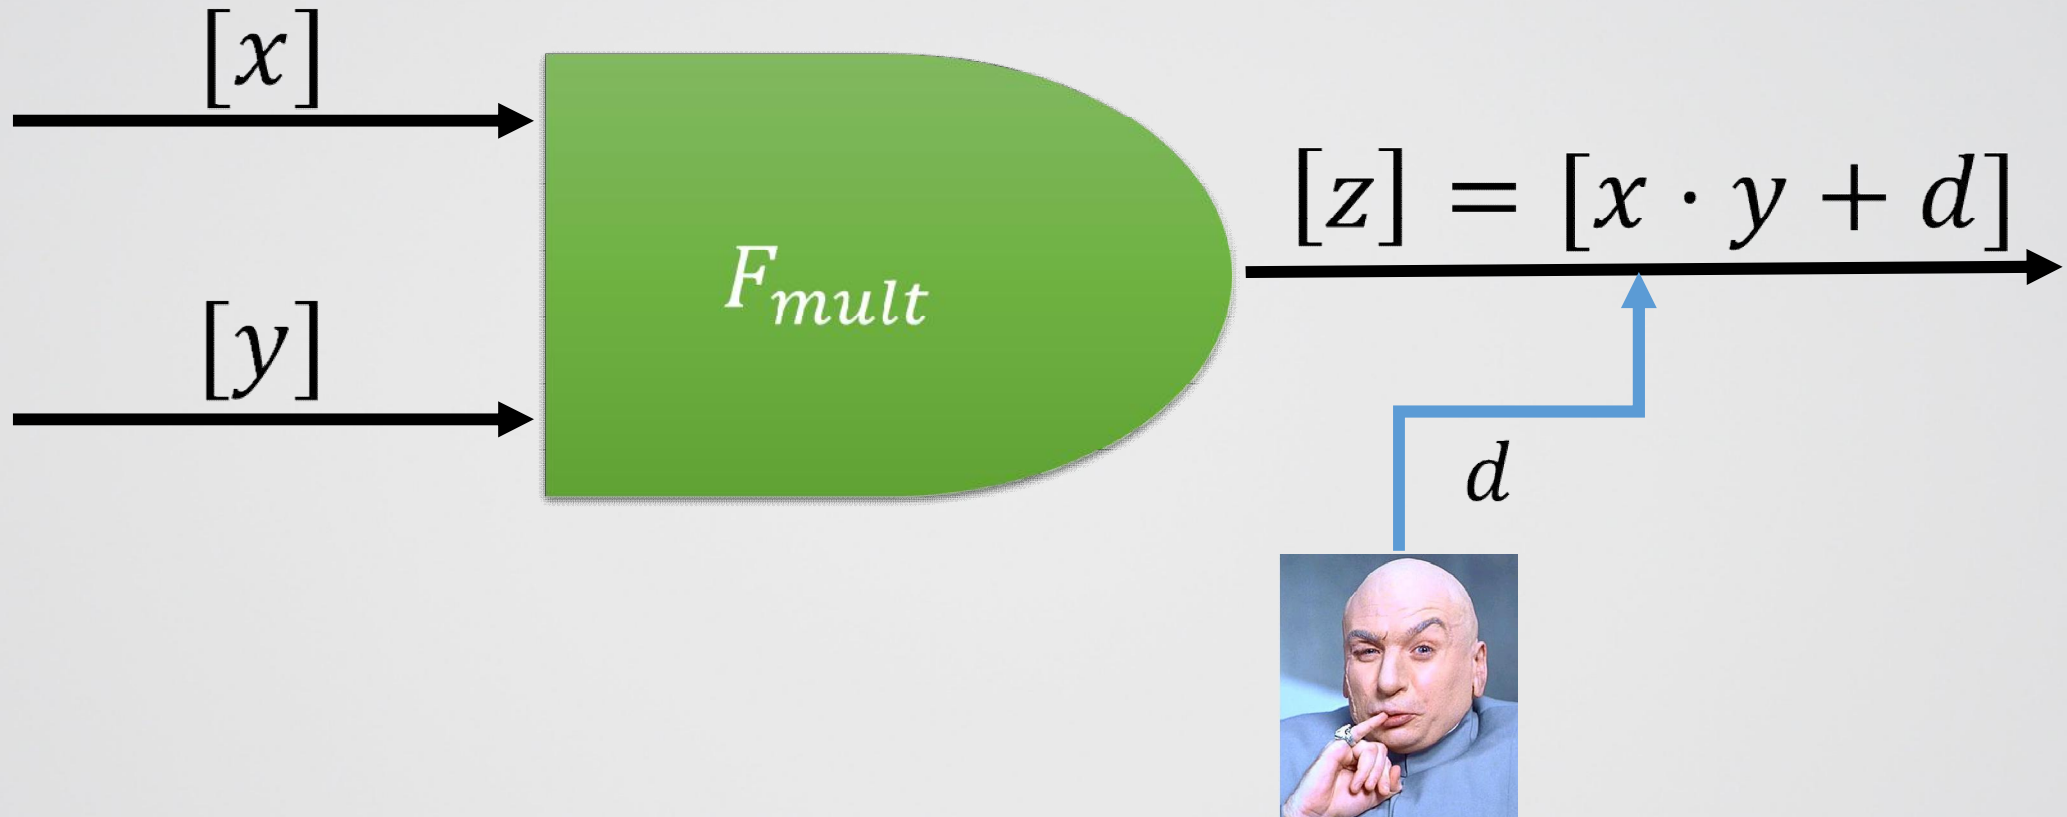 [x]
[y]
F_mult
[z] = [x · y + d]
d